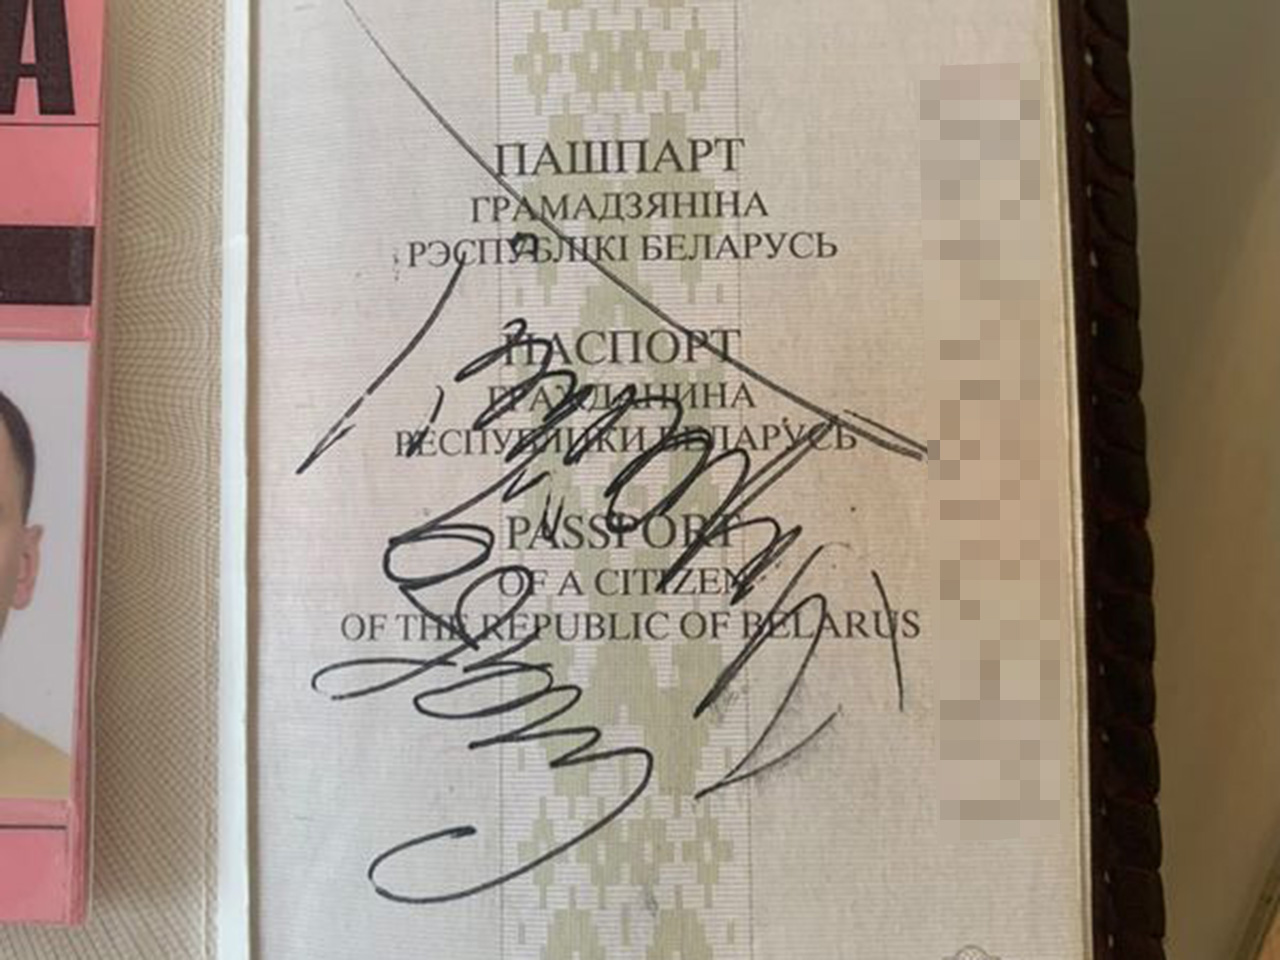 А
ПАШПАРТ
ГРАМАДЗЯНІНА
РЭСПУБЛІКІ БЕЛАРУСЬ
ПАСПОРТ
ГРАЖДАНИНА
РЕСПУБЛИКИ БЕЛАРУСЬ
PASSPORT
OF A CITIZEN
OF THE REPUBLIC OF BELARUS